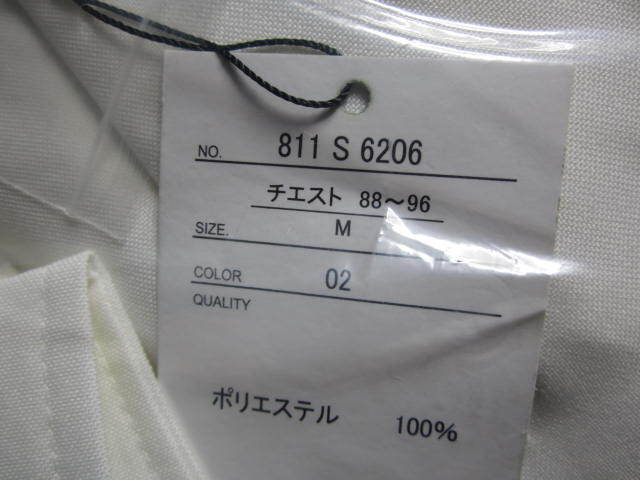 NO. 811 S 6206
チエスト 88～96
SIZE. M
COLOR 02
QUALITY
ポリエステル 100%